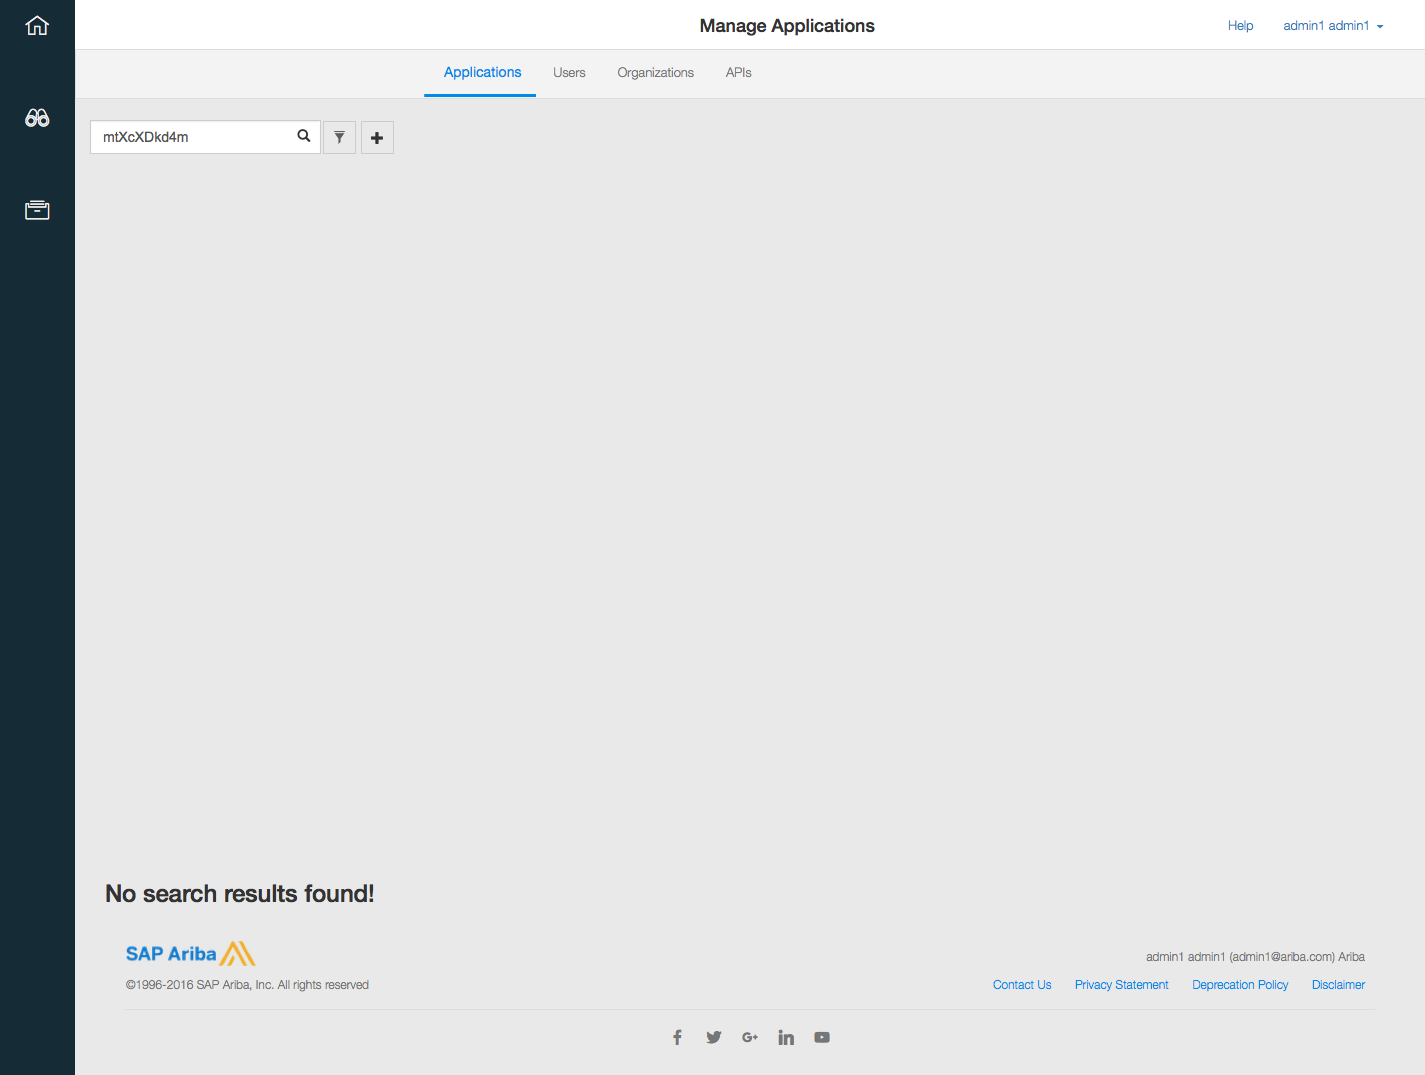 Manage Applications
Help admin1 admin1
Applications Users Organizations APIs
mtXcXDkd4m
No search results found!
SAP Ariba
admin1 admin1 (admin1@ariba.com) Ariba
©1996-2016 SAP Ariba, Inc. All rights reserved
Contact Us Privacy Statement Deprecation Policy Disclaimer